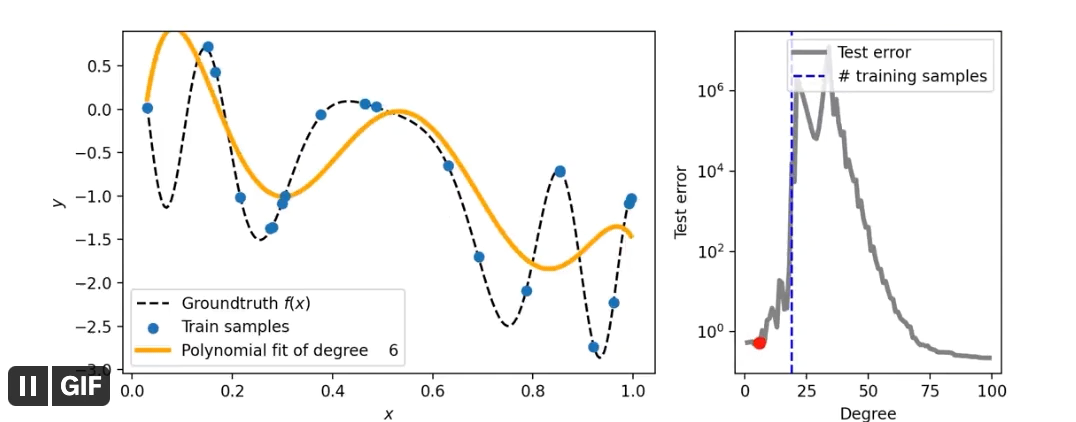 0.5
0.0
−0.5
−1.0
−1.5
−2.0
−2.5
−3.0
y
Groundtruth f(x)
Train samples
Polynomial fit of degree 6
0.0 0.2 0.4 0.6 0.8 1.0
x
GIF
Test error
# training samples
10^6
10^4
10^2
10^0
Test error
0 25 50 75 100
Degree